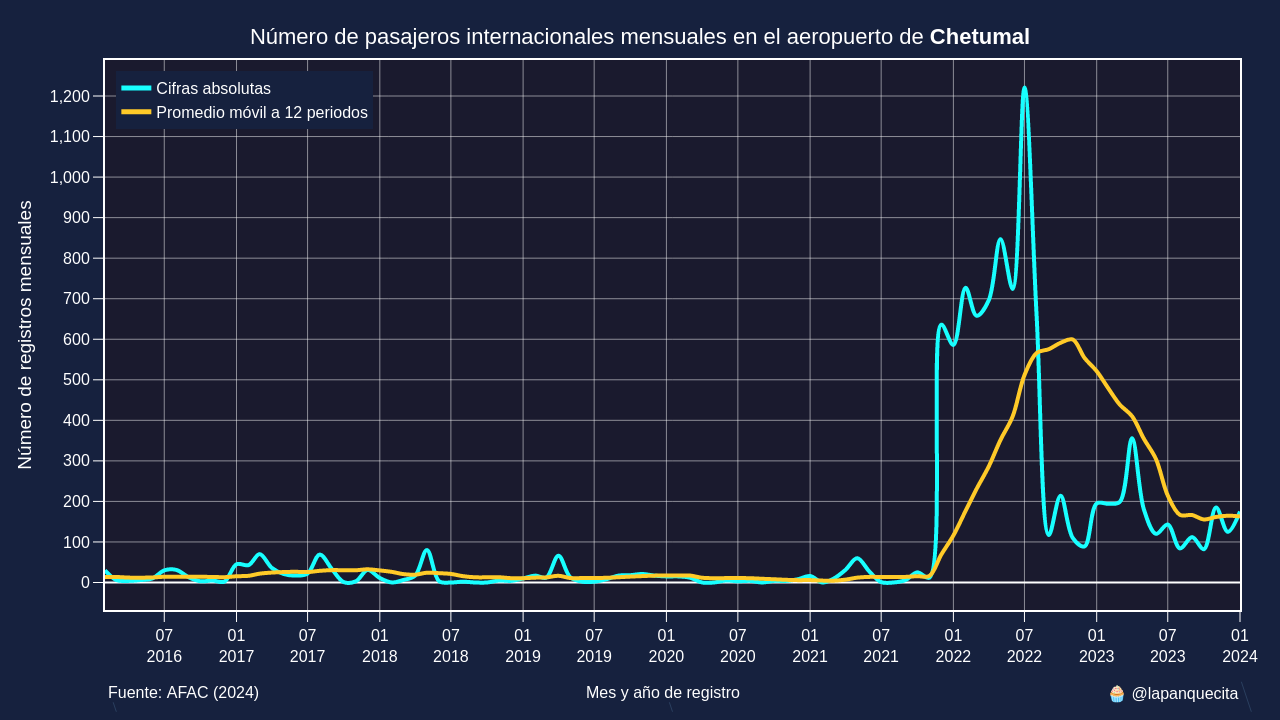 Número de pasajeros internacionales mensuales en el aeropuerto de Chetumal
Cifras absolutas
Promedio móvil a 12 periodos
Número de registros mensuales
1,200
1,100
1,000
900
800
700
600
500
400
300
200
100
0
07 01 07 01 07 01 07 01 07 01 07 01 07 01 07 01
2016 2017 2017 2018 2018 2019 2019 2020 2020 2021 2021 2022 2022 2023 2023 2024
Fuente: AFAC (2024)
Mes y año de registro
🧁 @lapanquecita